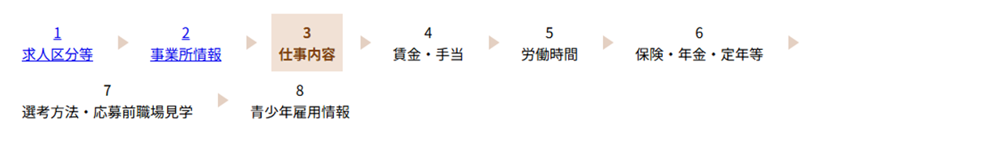 1
求人区分等
2
事業所情報
3
仕事内容
4
賃金・手当
5
労働時間
6
保険・年金・定年等
7
選考方法・応募前職場見学
8
青少年雇用情報